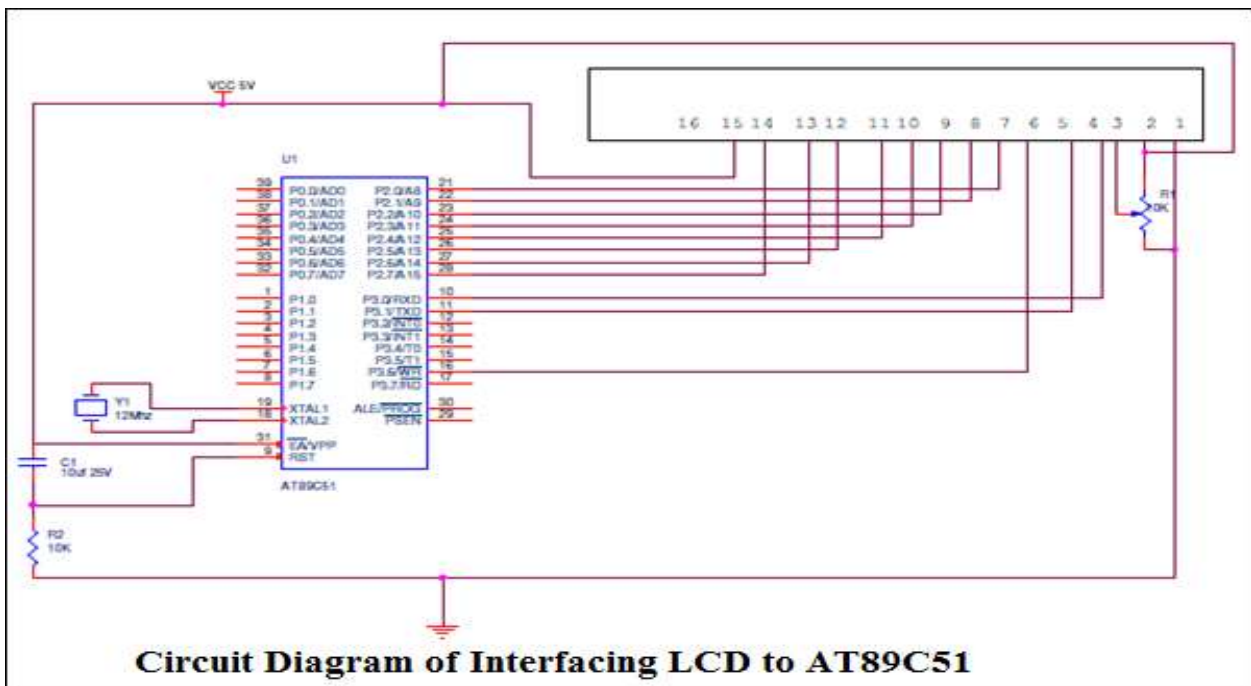 VCC 5V
16 15 14 13 12 11 10 9 8 7 6 5 4 3 2 1
U1
R1
39 P0.0/AD0 P2.0/A8 21
38 P0.1/AD1 P2.1/A9 22
37 P0.2/AD2 P2.2/A10 23
36 P0.3/AD3 P2.3/A11 24
35 P0.4/AD4 P2.4/A12 25
34 P0.5/AD5 P2.5/A13 26
33 P0.6/AD6 P2.6/A14 27
32 P0.7/AD7 P2.7/A15 28
1 P1.0 P3.0/RXD 10
2 P1.1 P3.1/TXD 11
3 P1.2 P3.2/INT0 12
4 P1.3 P3.3/INT1 13
5 P1.4 P3.4/T0 14
6 P1.5 P3.5/T1 15
7 P1.6 P3.6/WR 16
8 P1.7 P3.7/RD 17
Y1
12Mhz
19 XTAL1 ALE/PROG 30
18 XTAL2 PSEN 29
31 EA/VPP
9 RST
C1
10uf 25V
AT89C51
R2
10K
Circuit Diagram of Interfacing LCD to AT89C51